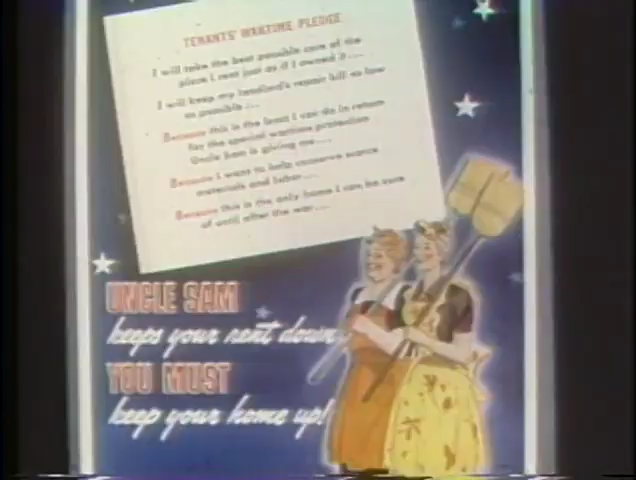 TENANTS' WARTIME PLEDGE
I will take the best possible care of the
place I rent just as if I owned it....
I will keep my landlord's repair bill as low
as possible...
Because this is the least I can do in return
for the special wartime protection
Uncle Sam is giving me....
Because I want to help conserve scarce
materials and labor....
Because this is the only home I can be sure
of until after the war....
UNCLE SAM
keeps your rent down
YOU MUST
keep your home up!